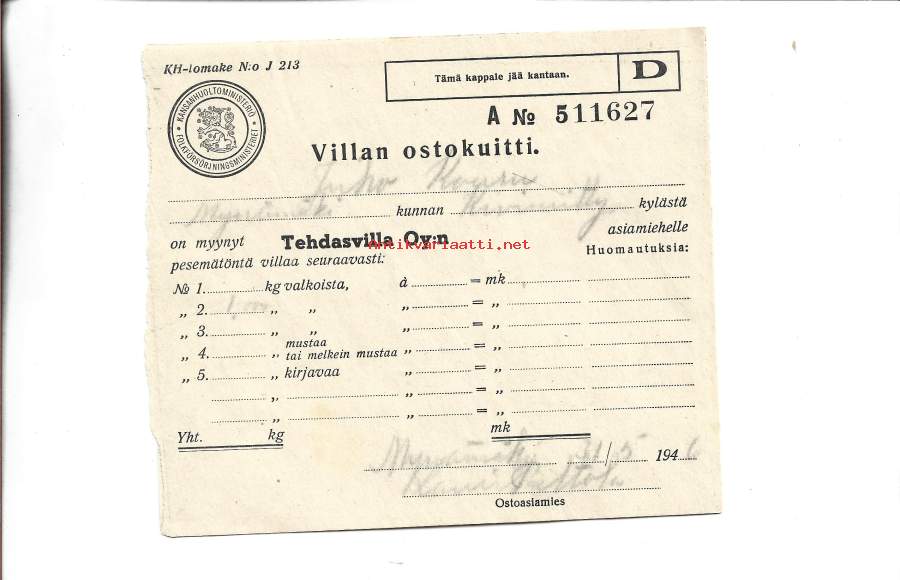 KH-lomake N:o J 213
Tämä kappale jää kantaan. D
KANSANHUOLTOMINISTERIÖ
FOLKFÖRSÖRJNINGSMINISTERIET
A № 511627
Villan ostokuitti.
Juho
kunnan kylästä
on myynyt Tehdasvilla Oy:n asiamiehelle
Antikvariaatti.net
Huomautuksia:
pesemätöntä villaa seuraavasti:
№ 1. kg valkoista, à = mk
„ 2. „ „ „ = „
„ 3. „ „ „ = „
„ 4. „ mustaa tai melkein mustaa „ = „
„ 5. „ kirjavaa „ = „
„ „ = „
„ „ = „
Yht. kg mk
/5 194
Ostoasiamies